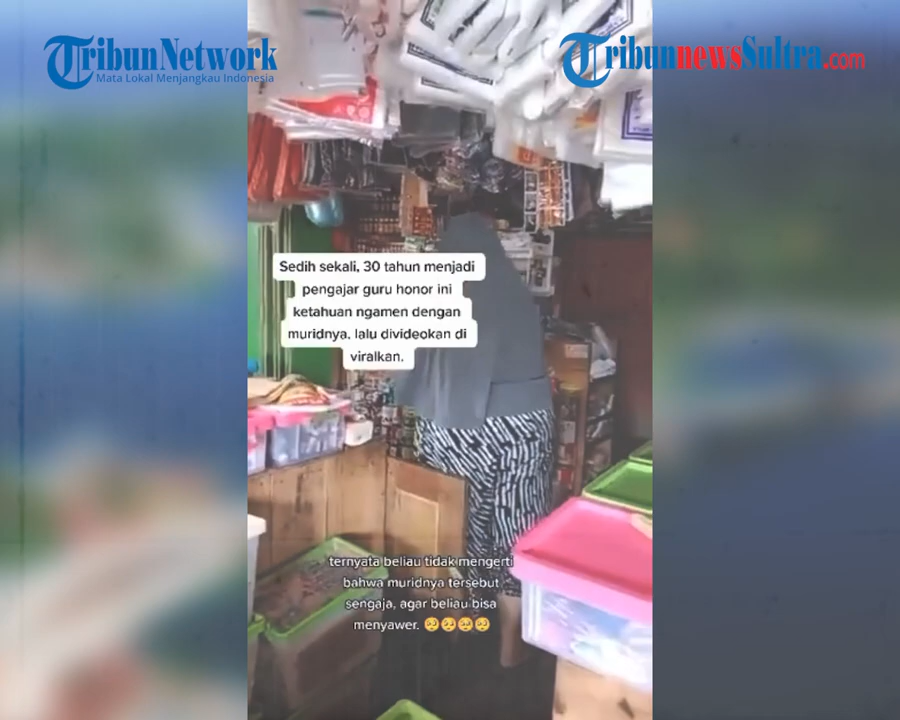 TribunNetwork
Mata Lokal Menjangkau Indonesia
TribunnewsSultra.com
Sedih sekali, 30 tahun menjadi
pengajar guru honor ini
ketahuan ngamen dengan
muridnya. lalu divideokan di
viralkan.
ternyata beliau tidak mengerti
bahwa muridnya tersebut
sengaja, agar beliau bisa
menyawer. 🥺🥺🥺🥺